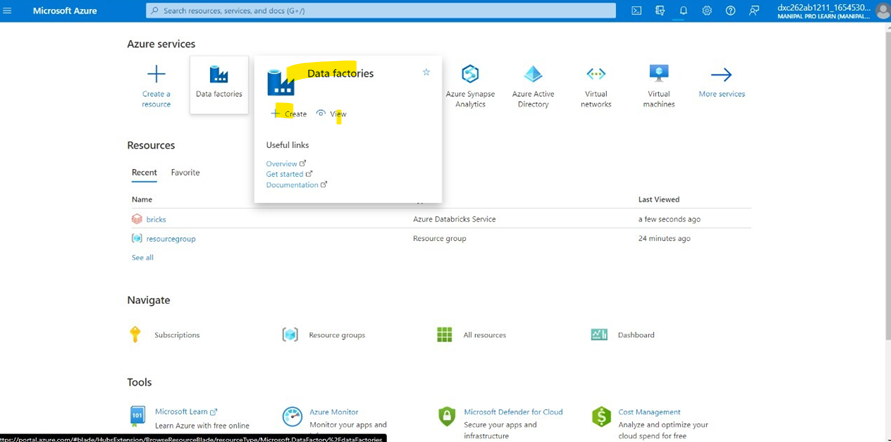 Microsoft Azure
Search resources, services, and docs (G+/)
dxc262ab1211_1654530...
MANIPAL PRO LEARN (MANIPAL...
Azure services
Create a
resource
Data factories
Data factories
Create
View
Useful links
Overview
Get started
Documentation
Azure Synapse
Analytics
Azure Active
Directory
Virtual
networks
Virtual
machines
More services
Resources
Recent
Favorite
Name
Last Viewed
bricks
Azure Databricks Service
a few seconds ago
resourcegroup
Resource group
24 minutes ago
See all
Navigate
Subscriptions
Resource groups
All resources
Dashboard
Tools
Microsoft Learn
Learn Azure with free online
Azure Monitor
Monitor your apps and
Microsoft Defender for Cloud
Secure your apps and
infrastructure
Cost Management
Analyze and optimize your
cloud spend for free
ttps://portal.azure.com/#blade/HubsExtension/BrowseResourceBlade/resourceType/Microsoft.DataFactory%2FdataFactories